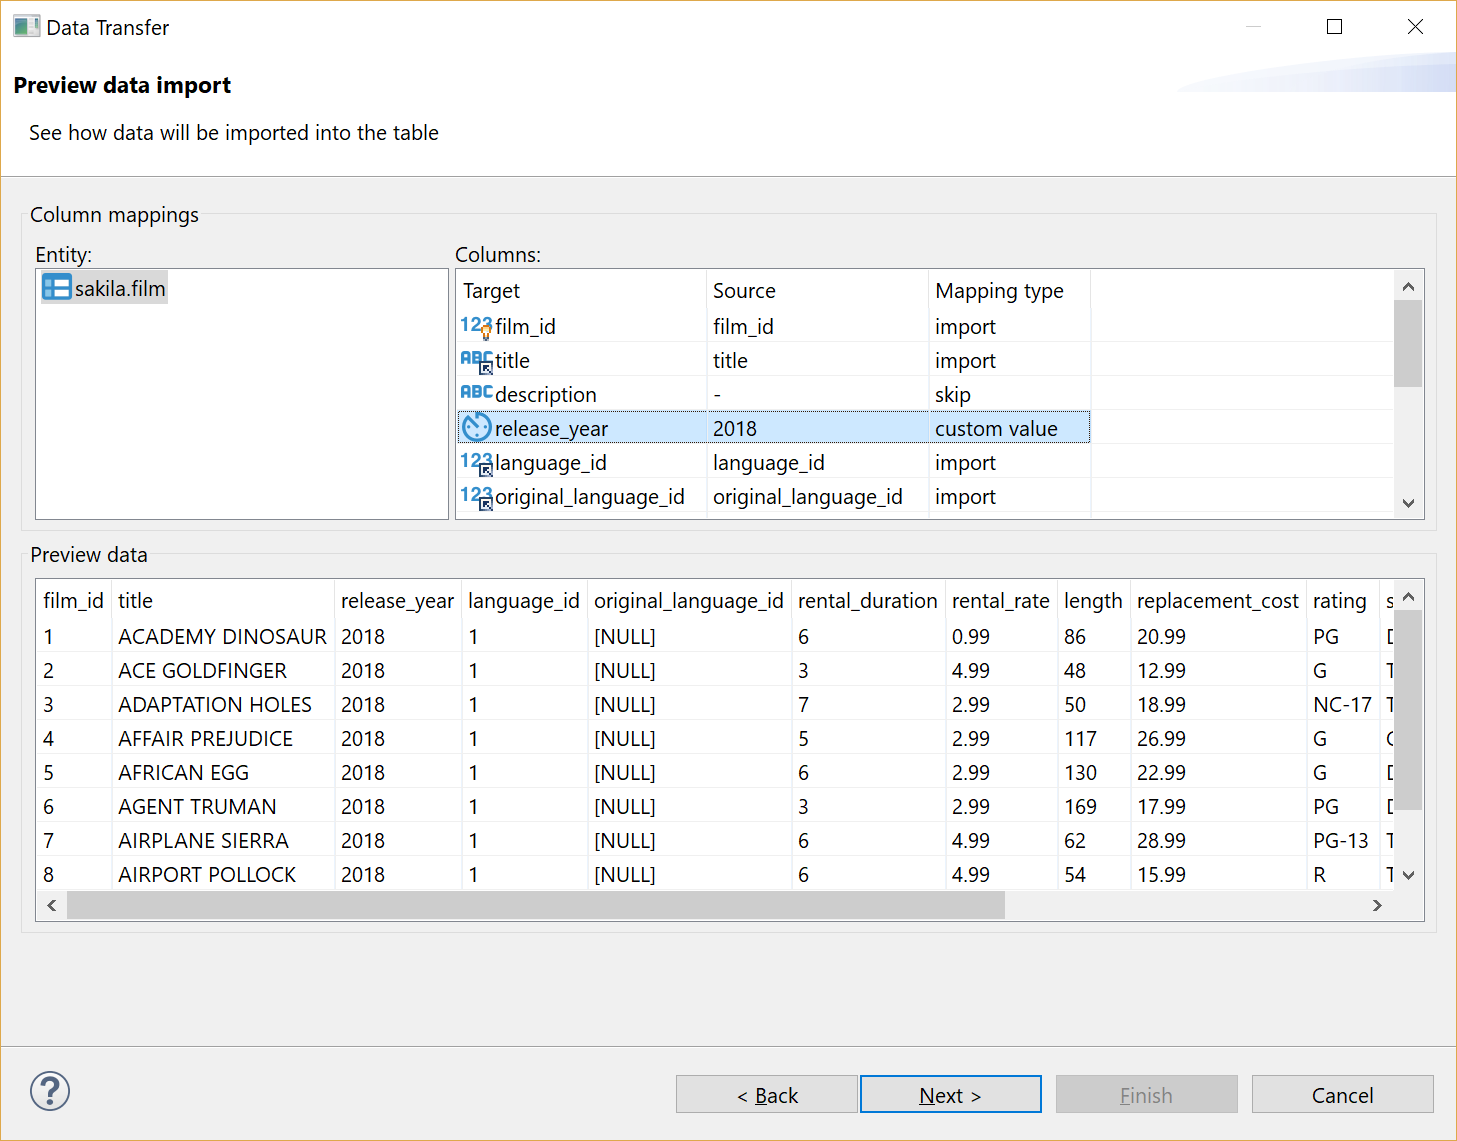 Data Transfer
Preview data import
See how data will be imported into the table
Column mappings
Entity:
sakila.film
Columns:
Target Source Mapping type
123 film_id film_id import
ABC title title import
ABC description - skip
release_year 2018 custom value
123 language_id language_id import
123 original_language_id original_language_id import
Preview data
film_id title release_year language_id original_language_id rental_duration rental_rate length replacement_cost rating
1 ACADEMY DINOSAUR 2018 1 [NULL] 6 0.99 86 20.99 PG
2 ACE GOLDFINGER 2018 1 [NULL] 3 4.99 48 12.99 G
3 ADAPTATION HOLES 2018 1 [NULL] 7 2.99 50 18.99 NC-17
4 AFFAIR PREJUDICE 2018 1 [NULL] 5 2.99 117 26.99 G
5 AFRICAN EGG 2018 1 [NULL] 6 2.99 130 22.99 G
6 AGENT TRUMAN 2018 1 [NULL] 3 2.99 169 17.99 PG
7 AIRPLANE SIERRA 2018 1 [NULL] 6 4.99 62 28.99 PG-13
8 AIRPORT POLLOCK 2018 1 [NULL] 6 4.99 54 15.99 R
? < Back Next > Finish Cancel